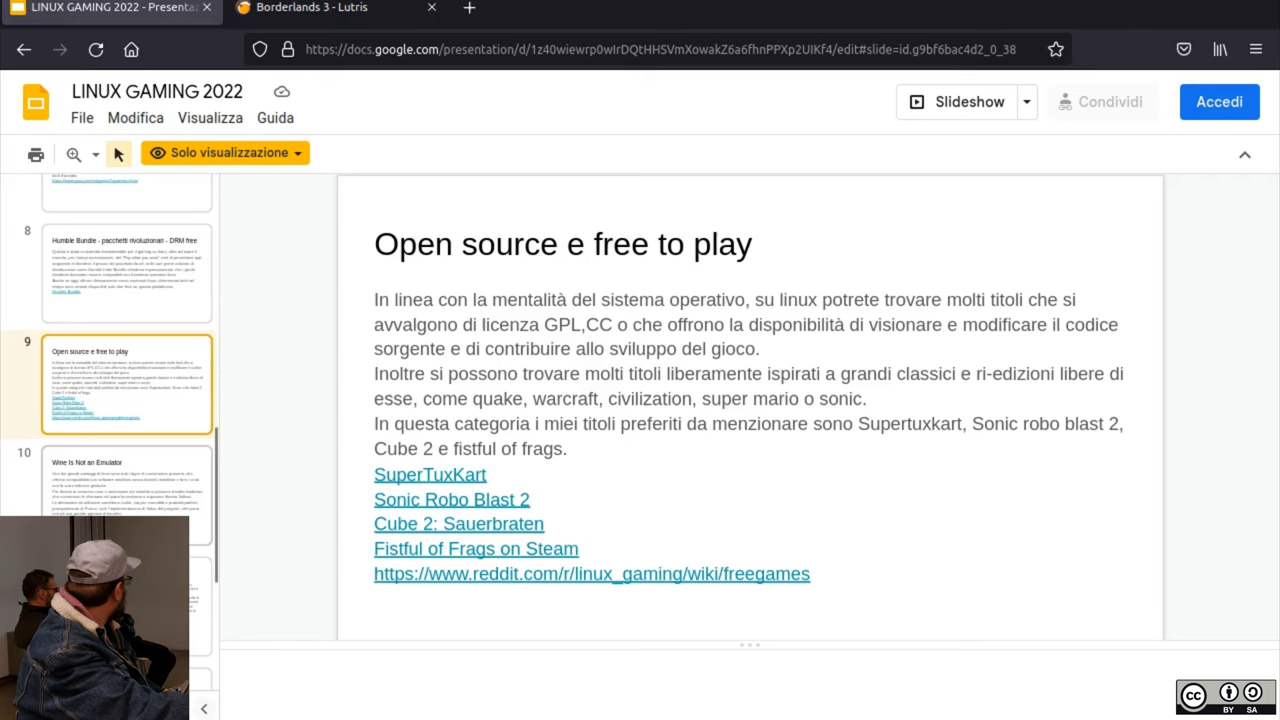 LINUX GAMING 2022 - Presentaz
Borderlands 3 - Lutris
https://docs.google.com/presentation/d/1z40wiewrp0wIrDQtHHSVmXowakZ6a6fhnPPXp2UIKf4/edit#slide=id.g9bf6bac4d2_0_38
LINUX GAMING 2022
File Modifica Visualizza Guida
Slideshow
Condividi
Accedi
Solo visualizzazione
8
Humble Bundle - pacchetti rivoluzionari - DRM free
Humble Bundle
9
Open source e free to play
10
Wine Is Not an Emulator
Open source e free to play
In linea con la mentalità del sistema operativo, su linux potrete trovare molti titoli che si
avvalgono di licenza GPL,CC o che offrono la disponibilità di visionare e modificare il codice
sorgente e di contribuire allo sviluppo del gioco.
Inoltre si possono trovare molti titoli liberamente ispirati a grandi classici o ri-edizioni libere di
esse, come quake, warcraft, civilization, super mario o sonic.
In questa categoria i miei titoli preferiti da menzionare sono Supertuxkart, Sonic robo blast 2,
Cube 2 e fistful of frags.
SuperTuxKart
Sonic Robo Blast 2
Cube 2: Sauerbraten
Fistful of Frags on Steam
https://www.reddit.com/r/linux_gaming/wiki/freegames
CC BY SA